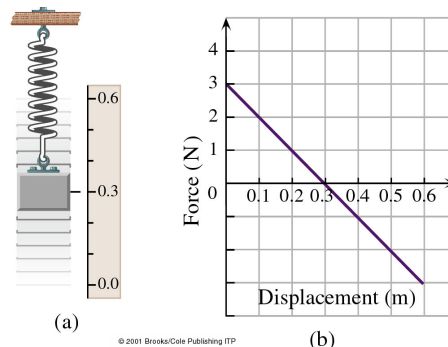 0.6
0.3
0.0
(a)
© 2001 Brooks/Cole Publishing ITP
Force (N)
4
3
2
1
0
0.1 0.2 0.3 0.4 0.5 0.6
Displacement (m)
(b)